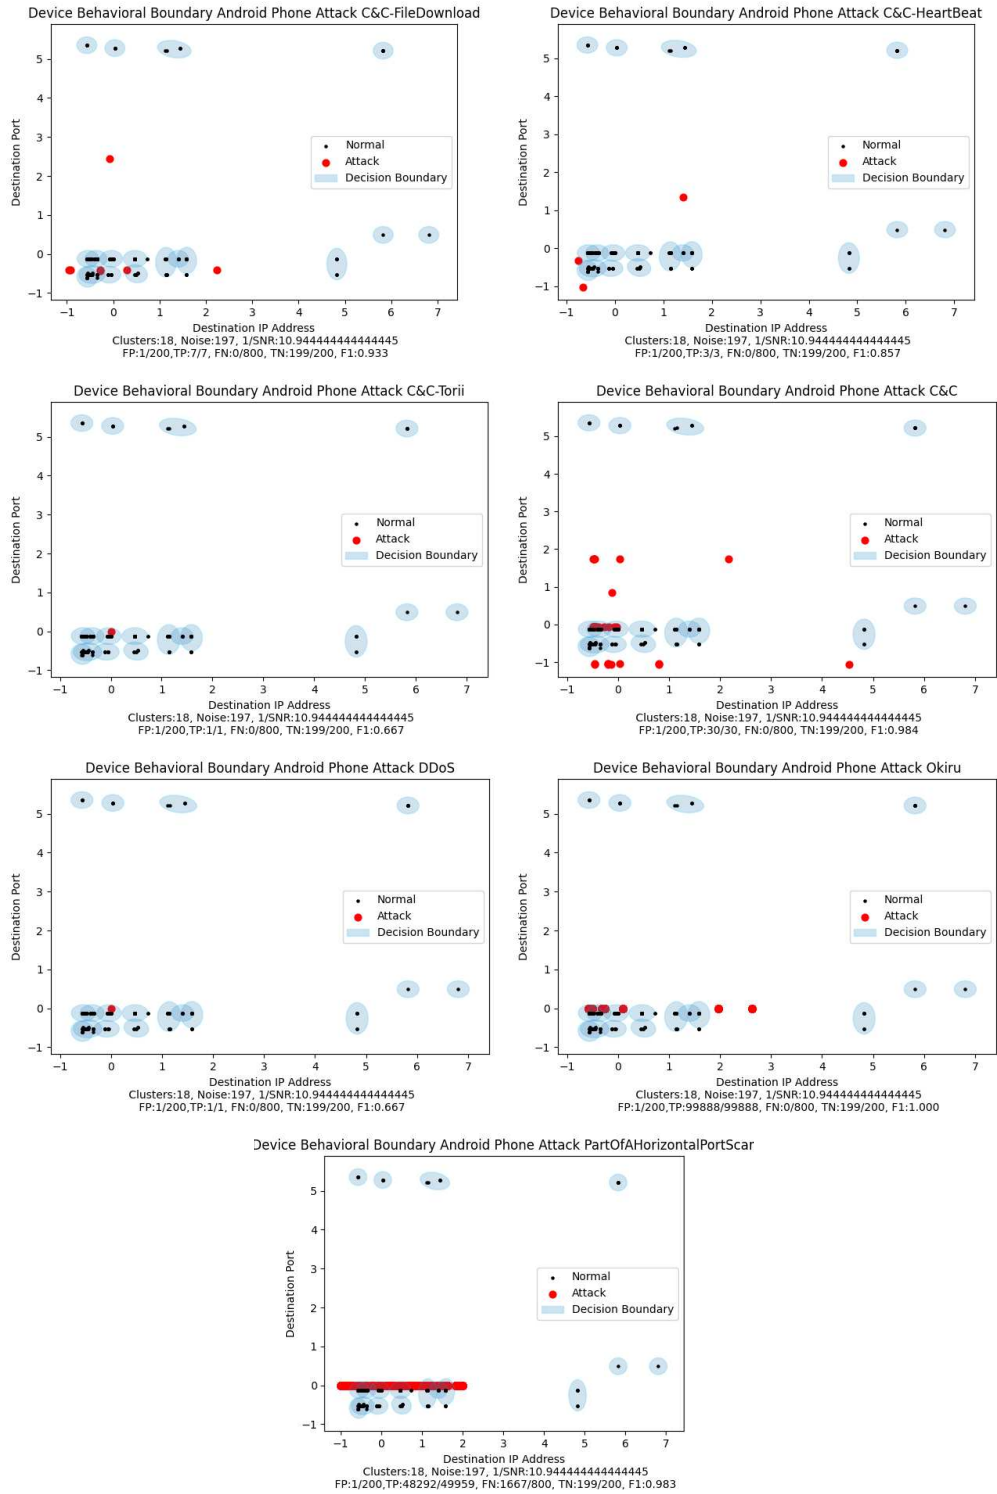 Device Behavioral Boundary Android Phone Attack C&C-FileDownload
Destination Port
5
4
3
2
1
0
−1
Normal
Attack
Decision Boundary
−1 0 1 2 3 4 5 6 7
Destination IP Address
Clusters:18, Noise:197, 1/SNR:10.944444444444445
FP:1/200,TP:7/7, FN:0/800, TN:199/200, F1:0.933
Device Behavioral Boundary Android Phone Attack C&C-HeartBeat
Destination Port
5
4
3
2
1
0
−1
Normal
Attack
Decision Boundary
−1 0 1 2 3 4 5 6 7
Destination IP Address
Clusters:18, Noise:197, 1/SNR:10.944444444444445
FP:1/200,TP:3/3, FN:0/800, TN:199/200, F1:0.857
Device Behavioral Boundary Android Phone Attack C&C-Torii
Destination Port
5
4
3
2
1
0
−1
Normal
Attack
Decision Boundary
−1 0 1 2 3 4 5 6 7
Destination IP Address
Clusters:18, Noise:197, 1/SNR:10.944444444444445
FP:1/200,TP:1/1, FN:0/800, TN:199/200, F1:0.667
Device Behavioral Boundary Android Phone Attack C&C
Destination Port
5
4
3
2
1
0
−1
Normal
Attack
Decision Boundary
−1 0 1 2 3 4 5 6 7
Destination IP Address
Clusters:18, Noise:197, 1/SNR:10.944444444444445
FP:1/200,TP:30/30, FN:0/800, TN:199/200, F1:0.984
Device Behavioral Boundary Android Phone Attack DDoS
Destination Port
5
4
3
2
1
0
−1
Normal
Attack
Decision Boundary
−1 0 1 2 3 4 5 6 7
Destination IP Address
Clusters:18, Noise:197, 1/SNR:10.944444444444445
FP:1/200,TP:1/1, FN:0/800, TN:199/200, F1:0.667
Device Behavioral Boundary Android Phone Attack Okiru
Destination Port
5
4
3
2
1
0
−1
Normal
Attack
Decision Boundary
−1 0 1 2 3 4 5 6 7
Destination IP Address
Clusters:18, Noise:197, 1/SNR:10.944444444444445
FP:1/200,TP:99888/99888, FN:0/800, TN:199/200, F1:1.000
Device Behavioral Boundary Android Phone Attack PartOfAHorizontalPortScar
Destination Port
5
4
3
2
1
0
−1
Normal
Attack
Decision Boundary
−1 0 1 2 3 4 5 6 7
Destination IP Address
Clusters:18, Noise:197, 1/SNR:10.944444444444445
FP:1/200,TP:48292/49959, FN:1667/800, TN:199/200, F1:0.983